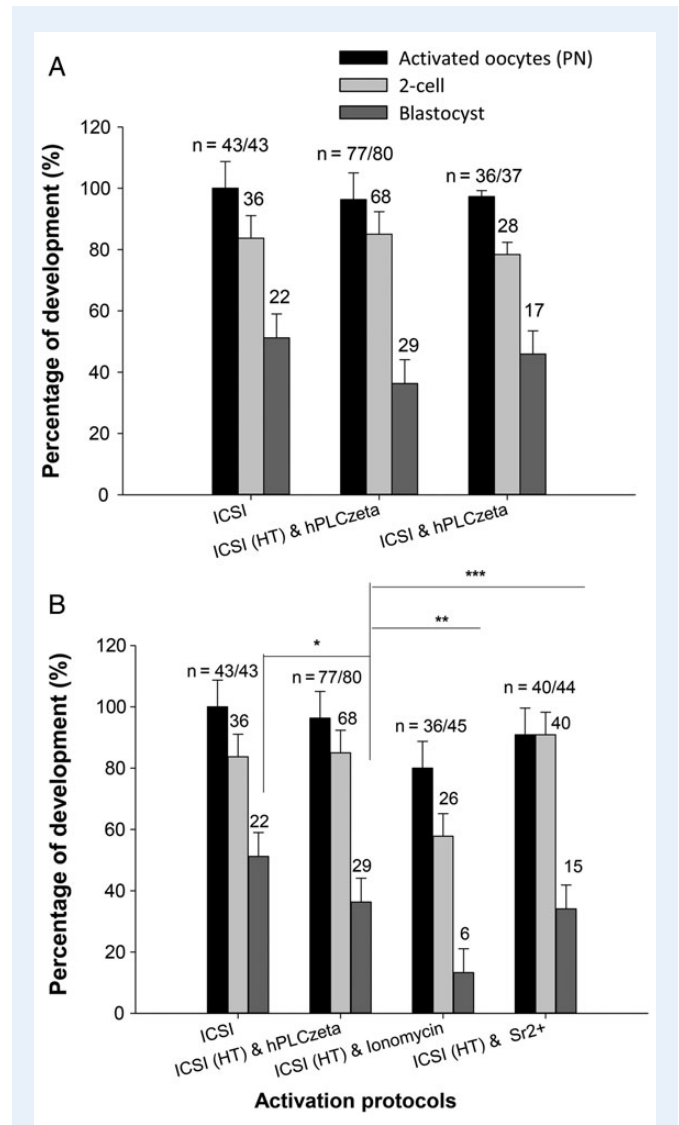 A
Activated oocytes (PN)
2-cell
Blastocyst
Percentage of development (%)
120
100
80
60
40
20
0
n = 43/43
36
22
n = 77/80
68
29
n = 36/37
28
17
ICSI
ICSI (HT) & hPLCzeta
ICSI & hPLCzeta
B
Percentage of development (%)
120
100
80
60
40
20
0
*
**
***
n = 43/43
36
22
n = 77/80
68
29
n = 36/45
26
6
n = 40/44
40
15
ICSI
ICSI (HT) & hPLCzeta
ICSI (HT) & Ionomycin
ICSI (HT) & Sr2+
Activation protocols